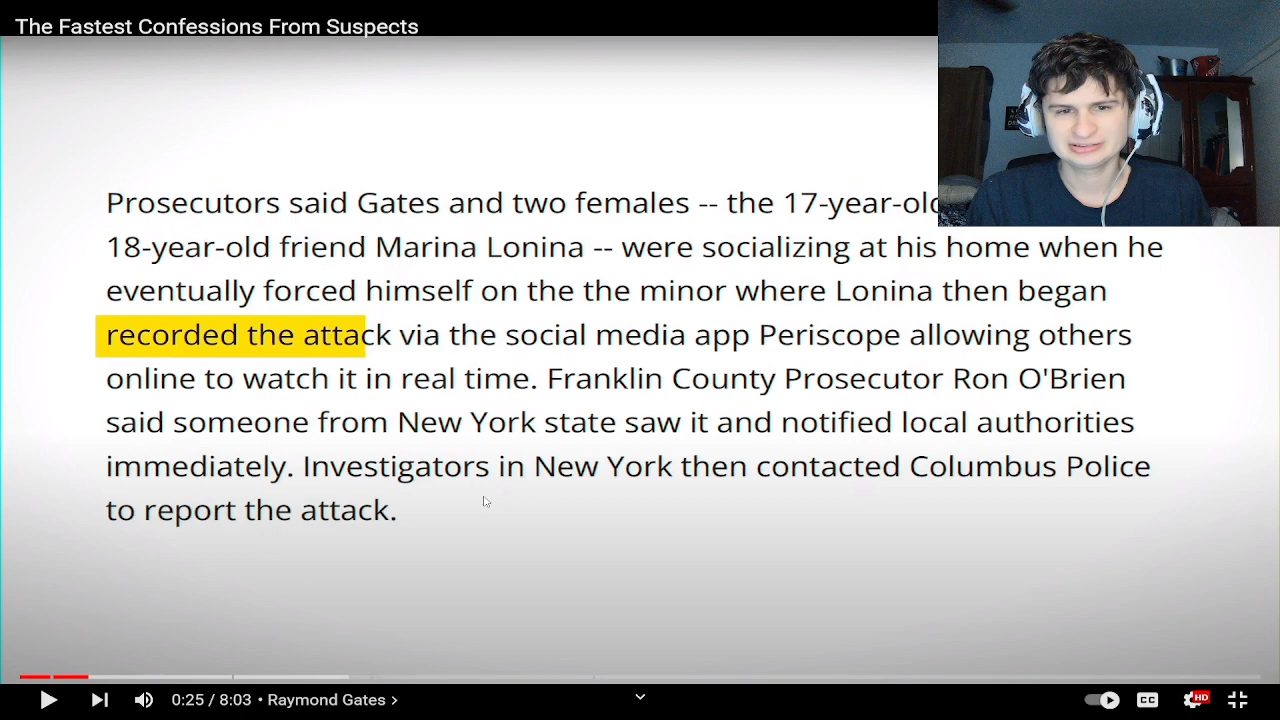 The Fastest Confessions From Suspects
Prosecutors said Gates and two females -- the 17-year-old
18-year-old friend Marina Lonina -- were socializing at his home when he
eventually forced himself on the the minor where Lonina then began
recorded the attack via the social media app Periscope allowing others
online to watch it in real time. Franklin County Prosecutor Ron O'Brien
said someone from New York state saw it and notified local authorities
immediately. Investigators in New York then contacted Columbus Police
to report the attack.
0:25 / 8:03 • Raymond Gates >
CC
HD